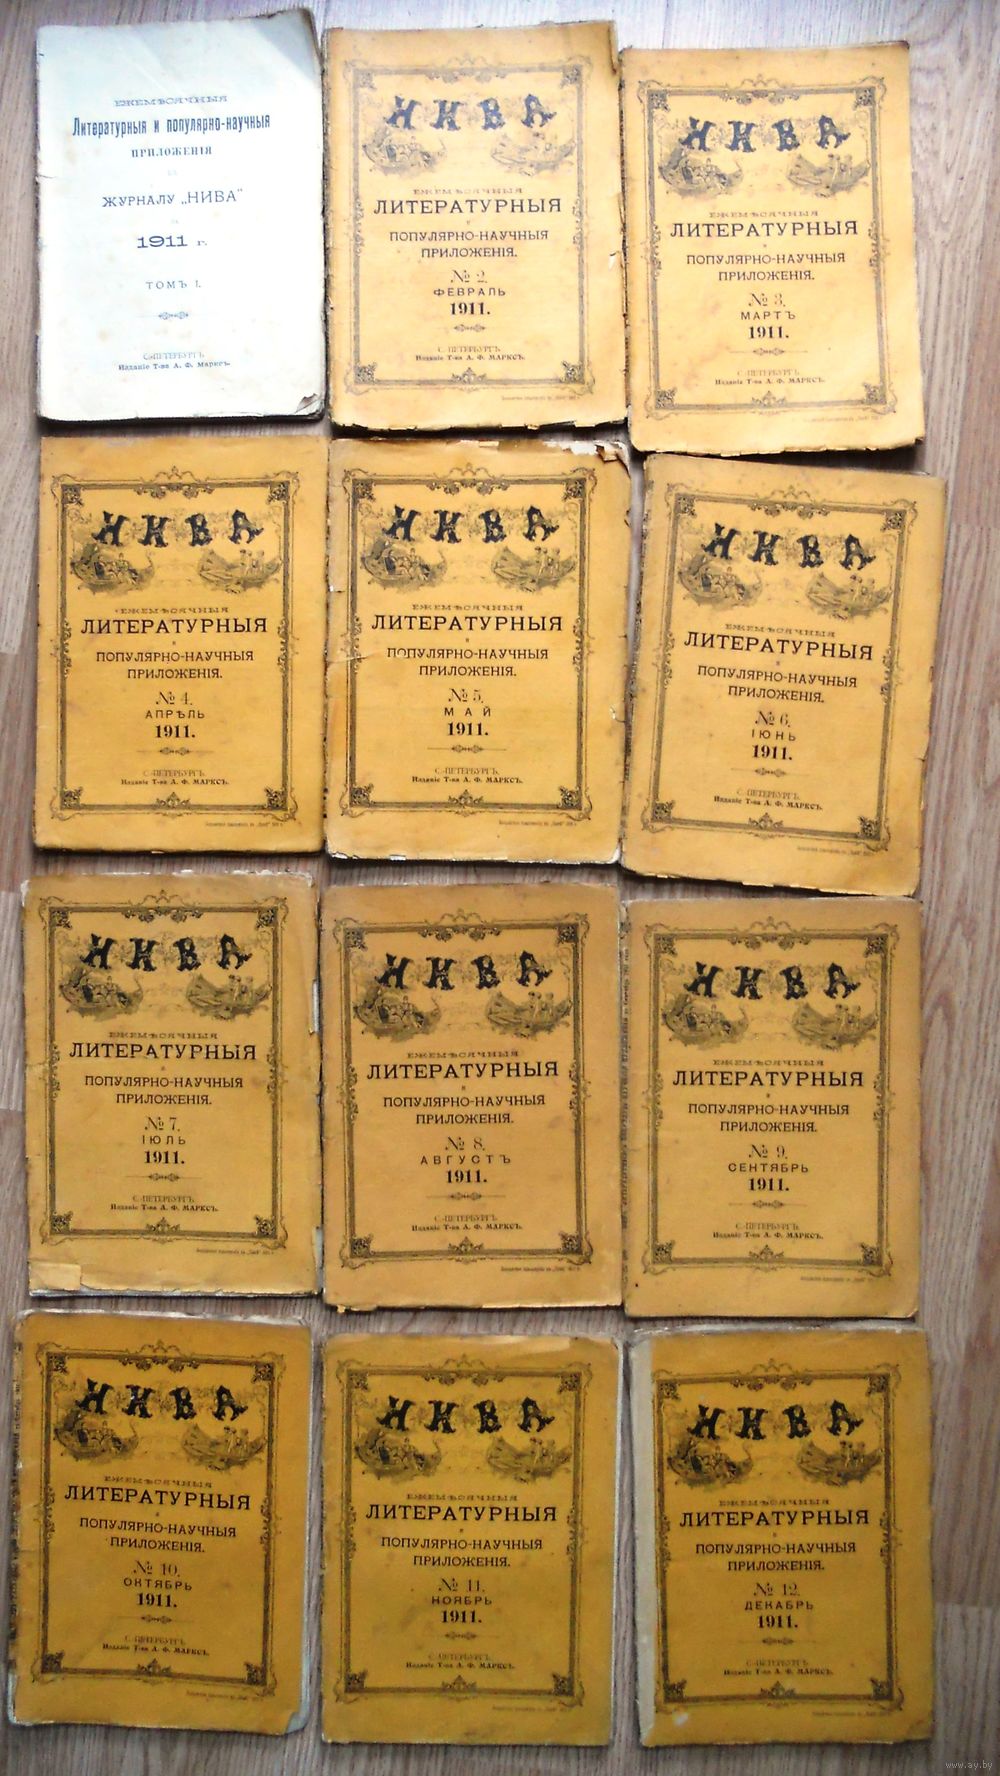 ЕЖЕМѢСЯЧНЫЯ
Литературныя и популярно-научныя
ПРИЛОЖЕНІЯ
ЖУРНАЛУ „НИВА“
1911 г.
ТОМЪ I.
С.-ПЕТЕРБУРГЪ.
Изданіе Т-ва А. Ф. Марксъ.
НИВА
ЕЖЕМѢСЯЧНЫЯ
ЛИТЕРАТУРНЫЯ
И
ПОПУЛЯРНО-НАУЧНЫЯ
ПРИЛОЖЕНІЯ.
№ 2.
ФЕВРАЛЬ
1911.
С.-ПЕТЕРБУРГЪ.
Изданіе Т-ва А. Ф. МАРКСЪ.
НИВА
ЕЖЕМѢСЯЧНЫЯ
ЛИТЕРАТУРНЫЯ
И
ПОПУЛЯРНО-НАУЧНЫЯ
ПРИЛОЖЕНІЯ.
№ 3.
МАРТЪ
1911.
С.-ПЕТЕРБУРГЪ.
Изданіе Т-ва А. Ф. МАРКСЪ.
НИВА
ЕЖЕМѢСЯЧНЫЯ
ЛИТЕРАТУРНЫЯ
И
ПОПУЛЯРНО-НАУЧНЫЯ
ПРИЛОЖЕНІЯ.
№ 4.
АПРѢЛЬ
1911.
С.-ПЕТЕРБУРГЪ.
Изданіе Т-ва А. Ф. МАРКСЪ.
НИВА
ЕЖЕМѢСЯЧНЫЯ
ЛИТЕРАТУРНЫЯ
И
ПОПУЛЯРНО-НАУЧНЫЯ
ПРИЛОЖЕНІЯ.
№ 5.
МАЙ
1911.
С.-ПЕТЕРБУРГЪ.
Изданіе Т-ва А. Ф. МАРКСЪ.
НИВА
ЕЖЕМѢСЯЧНЫЯ
ЛИТЕРАТУРНЫЯ
И
ПОПУЛЯРНО-НАУЧНЫЯ
ПРИЛОЖЕНІЯ.
№ 6.
ІЮНЬ
1911.
С.-ПЕТЕРБУРГЪ.
Изданіе Т-ва А. Ф. МАРКСЪ.
НИВА
ЕЖЕМѢСЯЧНЫЯ
ЛИТЕРАТУРНЫЯ
И
ПОПУЛЯРНО-НАУЧНЫЯ
ПРИЛОЖЕНІЯ.
№ 7.
ІЮЛЬ
1911.
С.-ПЕТЕРБУРГЪ.
Изданіе Т-ва А. Ф. МАРКСЪ.
НИВА
ЕЖЕМѢСЯЧНЫЯ
ЛИТЕРАТУРНЫЯ
И
ПОПУЛЯРНО-НАУЧНЫЯ
ПРИЛОЖЕНІЯ.
№ 8.
АВГУСТЪ
1911.
С.-ПЕТЕРБУРГЪ.
Изданіе Т-ва А. Ф. МАРКСЪ.
НИВА
ЕЖЕМѢСЯЧНЫЯ
ЛИТЕРАТУРНЫЯ
И
ПОПУЛЯРНО-НАУЧНЫЯ
ПРИЛОЖЕНІЯ.
№ 9.
СЕНТЯБРЬ
1911.
С.-ПЕТЕРБУРГЪ.
Изданіе Т-ва А. Ф. МАРКСЪ.
НИВА
ЕЖЕМѢСЯЧНЫЯ
ЛИТЕРАТУРНЫЯ
И
ПОПУЛЯРНО-НАУЧНЫЯ
ПРИЛОЖЕНІЯ.
№ 10.
ОКТЯБРЬ
1911.
С.-ПЕТЕРБУРГЪ.
Изданіе Т-ва А. Ф. МАРКСЪ.
НИВА
ЕЖЕМѢСЯЧНЫЯ
ЛИТЕРАТУРНЫЯ
И
ПОПУЛЯРНО-НАУЧНЫЯ
ПРИЛОЖЕНІЯ.
№ 11.
НОЯБРЬ
1911.
С.-ПЕТЕРБУРГЪ.
Изданіе Т-ва А. Ф. МАРКСЪ.
НИВА
ЕЖЕМѢСЯЧНЫЯ
ЛИТЕРАТУРНЫЯ
И
ПОПУЛЯРНО-НАУЧНЫЯ
ПРИЛОЖЕНІЯ.
№ 12.
ДЕКАБРЬ
1911.
С.-ПЕТЕРБУРГЪ.
Изданіе Т-ва А. Ф. МАРКСЪ.
www.ay.by